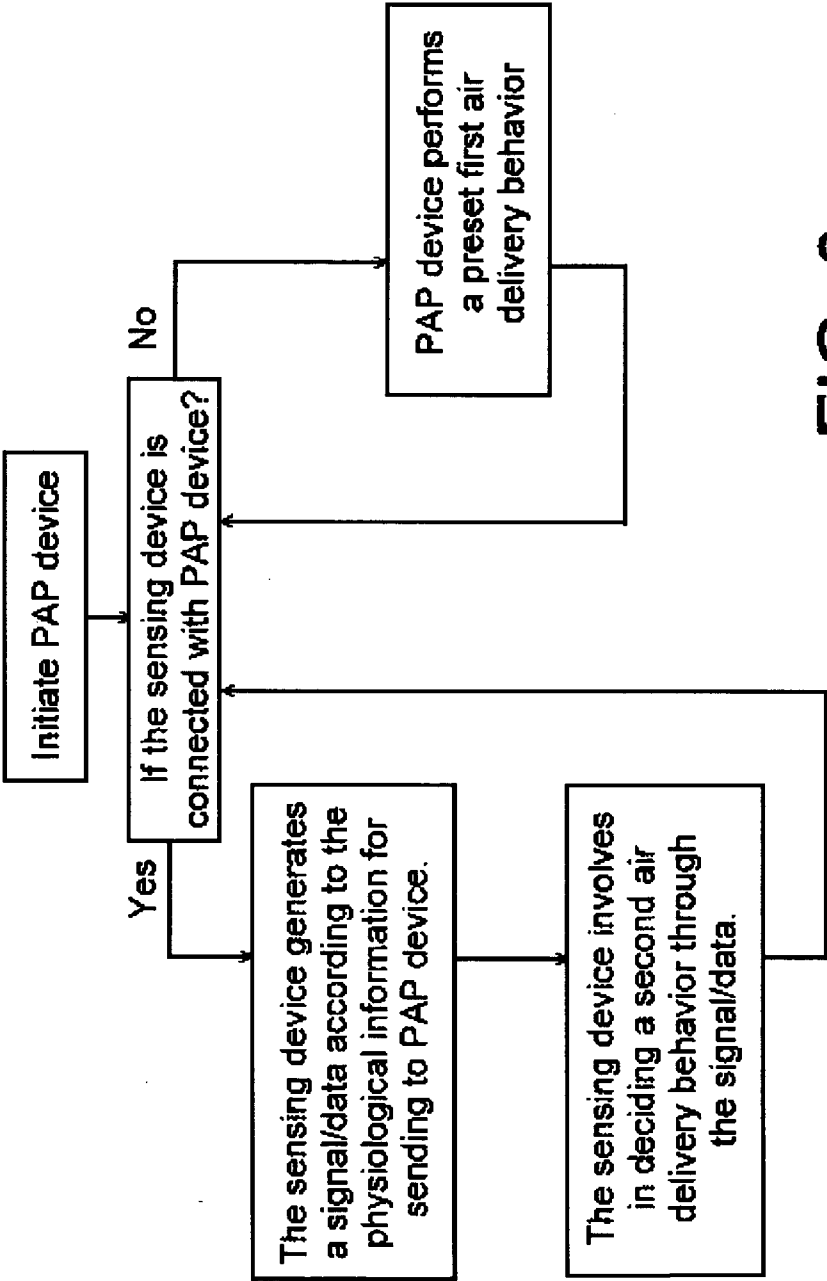 Initiate PAP device
If the sensing device is
connected with PAP device?
Yes
No
The sensing device generates
a signal/data according to the
physiological information for
sending to PAP device.
The sensing device involves
in deciding a second air
delivery behavior through
the signal/data.
PAP device performs
a preset first air
delivery behavior